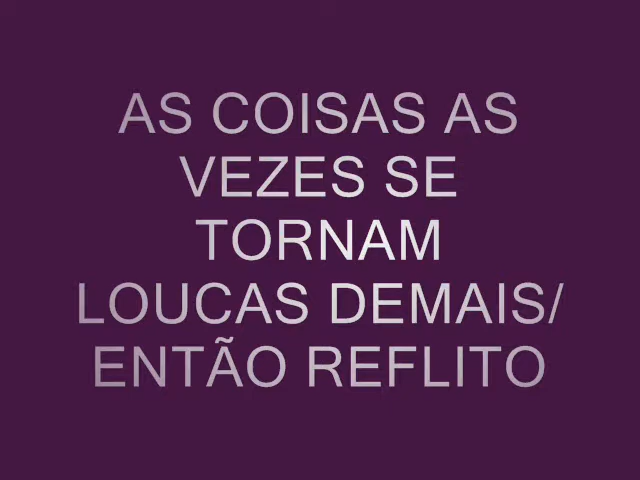 AS COISAS AS
VEZES SE
TORNAM
LOUCAS DEMAIS/
ENTÃO REFLITO